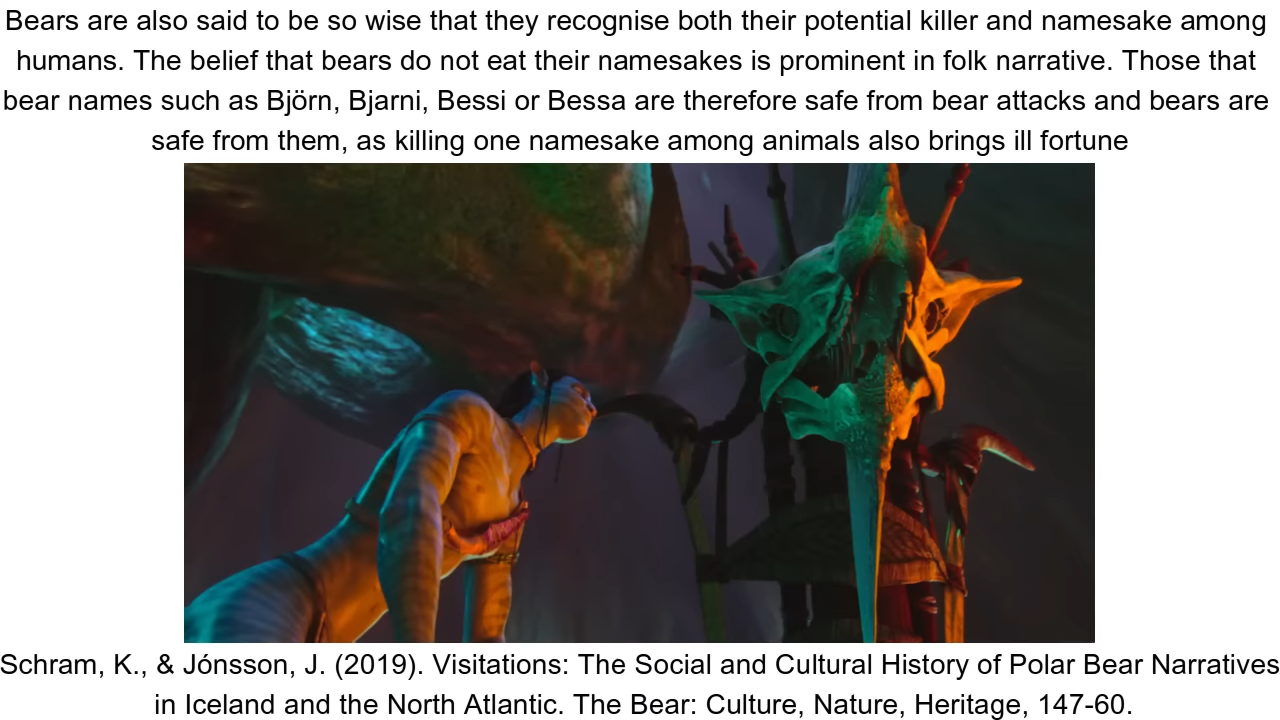 Bears are also said to be so wise that they recognise both their potential killer and namesake among
humans. The belief that bears do not eat their namesakes is prominent in folk narrative. Those that
bear names such as Björn, Bjarni, Bessi or Bessa are therefore safe from bear attacks and bears are
safe from them, as killing one namesake among animals also brings ill fortune
Schram, K., & Jónsson, J. (2019). Visitations: The Social and Cultural History of Polar Bear Narratives
in Iceland and the North Atlantic. The Bear: Culture, Nature, Heritage, 147-60.